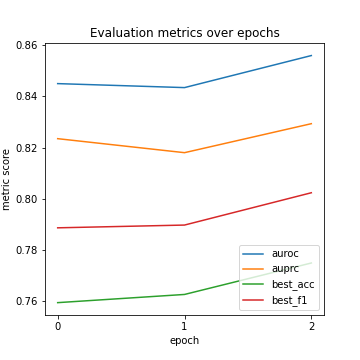 Evaluation metrics over epochs
0.86
0.84
0.82
0.80
0.78
0.76
metric score
0
1
2
epoch
auroc
auprc
best_acc
best_f1